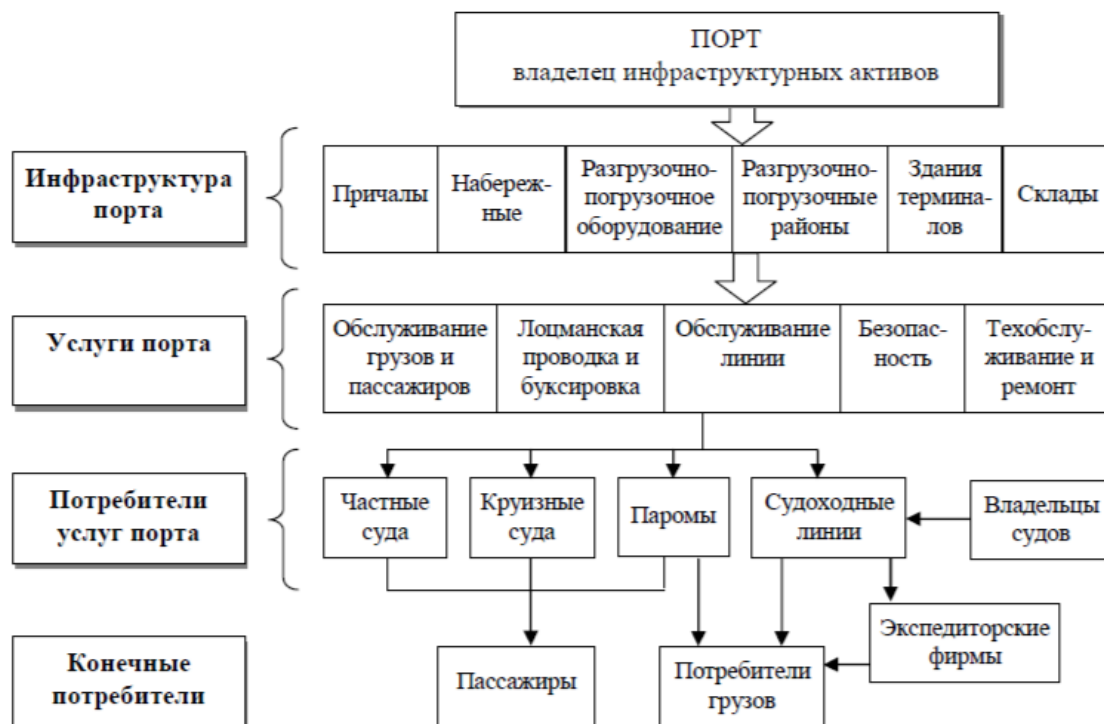 ПОРТ
владелец инфраструктурных активов
Инфраструктура
порта
Причалы
Набереж-
ные
Разгрузочно-
погрузочное
оборудование
Разгрузочно-
погрузочные
районы
Здания
термина-
лов
Склады
Услуги порта
Обслуживание
грузов и
пассажиров
Лоцманская
проводка и
буксировка
Обслуживание
линии
Безопас-
ность
Техобслу-
живание и
ремонт
Потребители
услуг порта
Частные
суда
Круизные
суда
Паромы
Судоходные
линии
Владельцы
судов
Экспедиторские
фирмы
Конечные
потребители
Пассажиры
Потребители
грузов